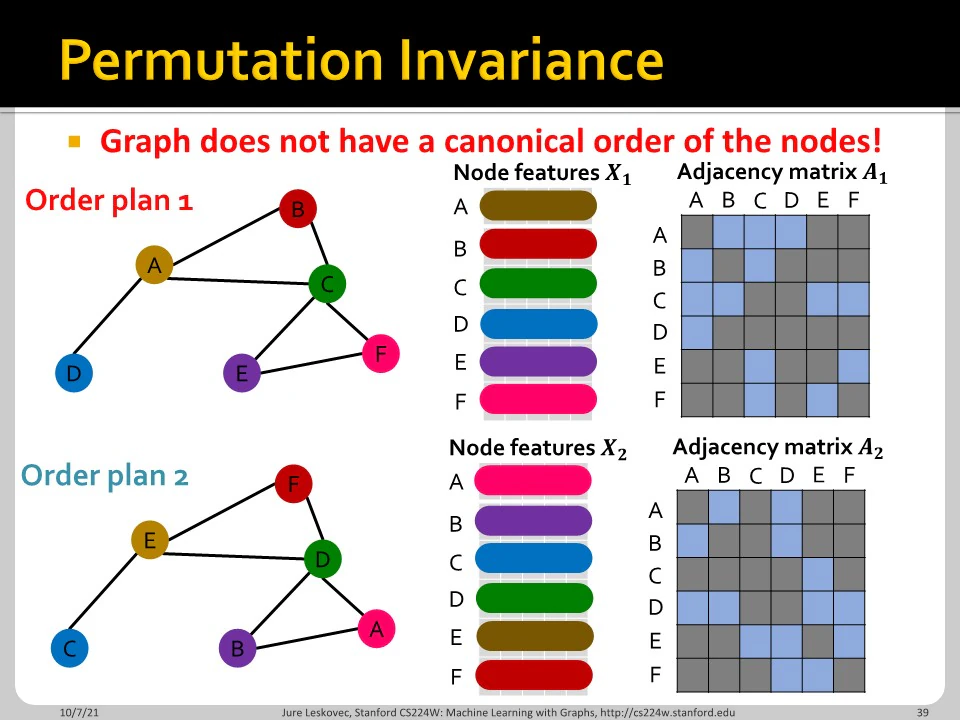 Permutation Invariance
Graph does not have a canonical order of the nodes!
Order plan 1
B
A
C
D
E
F
Node features X₁
A
B
C
D
E
F
Adjacency matrix A₁
A B C D E F
A
B
C
D
E
F
Order plan 2
F
E
D
C
B
A
Node features X₂
A
B
C
D
E
F
Adjacency matrix A₂
A B C D E F
A
B
C
D
E
F
10/7/21
Jure Leskovec, Stanford CS224W: Machine Learning with Graphs, http://cs224w.stanford.edu
39